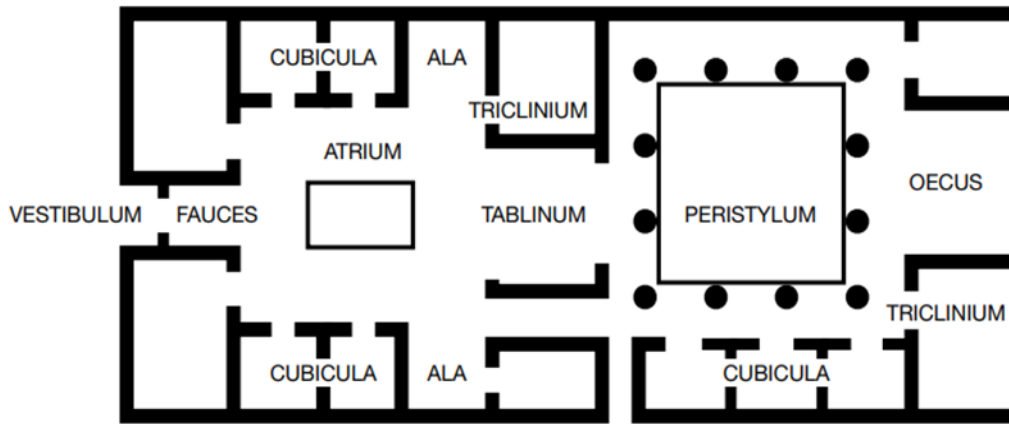 CUBICULA
ALA
TRICLINIUM
ATRIUM
OECUS
VESTIBULUM
FAUCES
TABLINUM
PERISTYLUM
TRICLINIUM
CUBICULA
ALA
CUBICULA